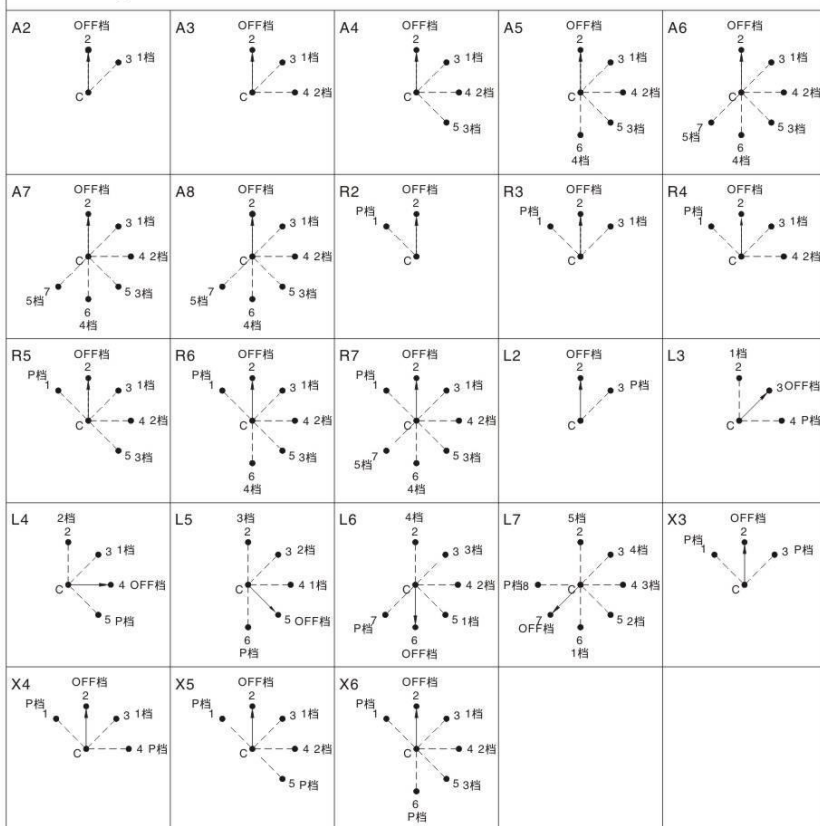 A2
OFF档
2
3 1档
C
A3
OFF档
2
3 1档
C
4 2档
A4
OFF档
2
3 1档
C
4 2档
5 3档
A5
OFF档
2
3 1档
C
4 2档
5 3档
6
4档
A6
OFF档
2
3 1档
C
4 2档
5档 7
5 3档
6
4档
A7
OFF档
2
3 1档
C
4 2档
5档 7
5 3档
6
4档
A8
OFF档
2
3 1档
C
4 2档
5档 7
5 3档
6
4档
R2
OFF档
2
P档 1
C
R3
OFF档
2
P档 1
3 1档
C
R4
OFF档
2
P档 1
3 1档
C
4 2档
R5
OFF档
2
P档 1
3 1档
C
4 2档
5 3档
R6
OFF档
2
P档 1
3 1档
C
4 2档
5 3档
6
4档
R7
OFF档
2
P档 1
3 1档
C
4 2档
5档 7
5 3档
6
4档
L2
OFF档
2
3 P档
C
L3
1档
2
3 OFF档
C
4 P档
L4
2档
2
3 1档
C
4 OFF档
5 P档
L5
3档
2
3 2档
C
4 1档
5 OFF档
6
P档
L6
4档
2
3 3档
C
4 2档
P档 7
5 1档
6
OFF档
L7
5档
2
3 4档
P档 8
C
4 3档
7
OFF档
5 2档
6
1档
X3
OFF档
2
P档 1
3 P档
C
X4
OFF档
2
P档 1
3 1档
C
4 P档
X5
OFF档
2
P档 1
3 1档
C
4 2档
5 P档
X6
OFF档
2
P档 1
3 1档
C
4 2档
5 3档
6
P档